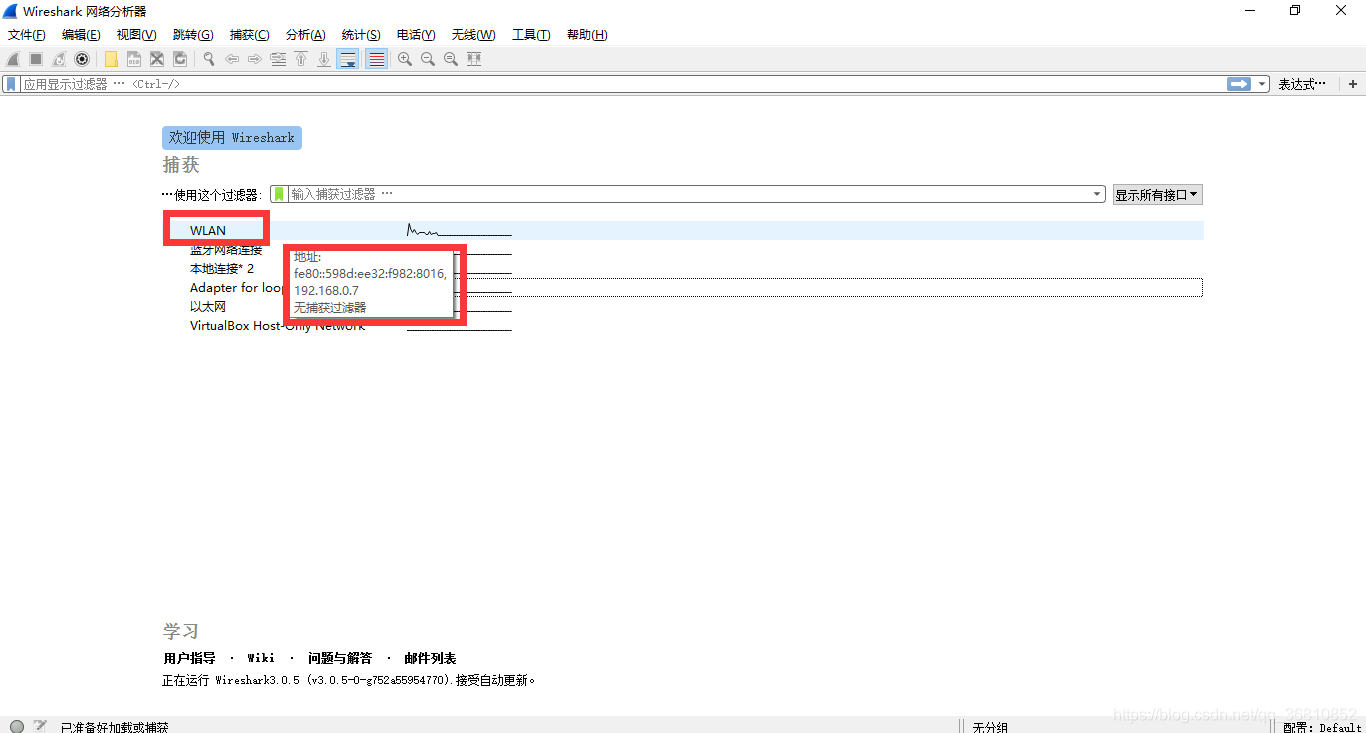 Wireshark 网络分析器
文件(F) 编辑(E) 视图(V) 跳转(G) 捕获(C) 分析(A) 统计(S) 电话(Y) 无线(W) 工具(T) 帮助(H)
应用显示过滤器 … <Ctrl-/> 表达式… +
欢迎使用 Wireshark
捕获
…使用这个过滤器: 输入捕获过滤器 … 显示所有接口
WLAN
蓝牙网络连接
地址:
本地连接* 2
fe80::598d:ee32:f982:8016,
Adapter for loop
192.168.0.7
以太网
无捕获过滤器
VirtualBox Host-Only Network
学习
用户指导 · Wiki · 问题与解答 · 邮件列表
正在运行 Wireshark3.0.5 (v3.0.5-0-g752a55954770).接受自动更新。
https://blog.csdn.net/qq_36810852
已准备好加载或捕获 无分组 配置: Default